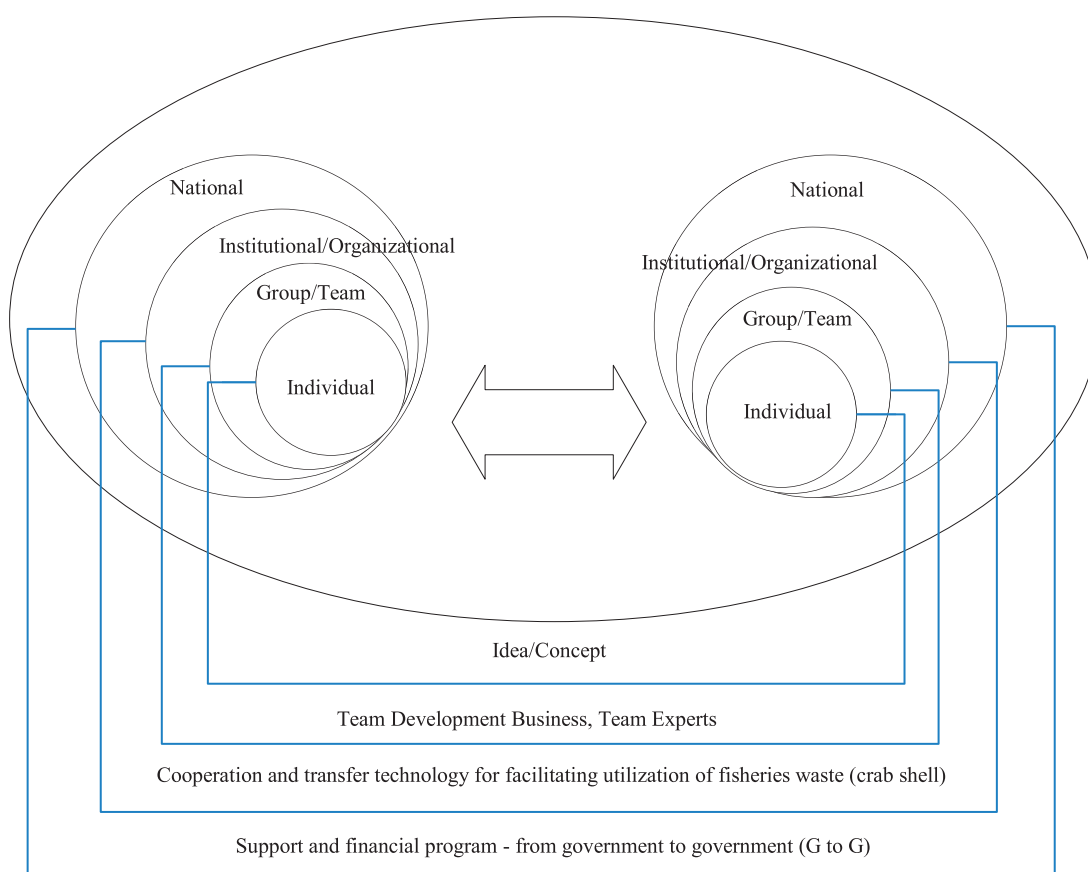 National
Institutional/Organizational
Group/Team
Individual
National
Institutional/Organizational
Group/Team
Individual
Idea/Concept
Team Development Business, Team Experts
Cooperation and transfer technology for facilitating utilization of fisheries waste (crab shell)
Support and financial program - from government to government (G to G)